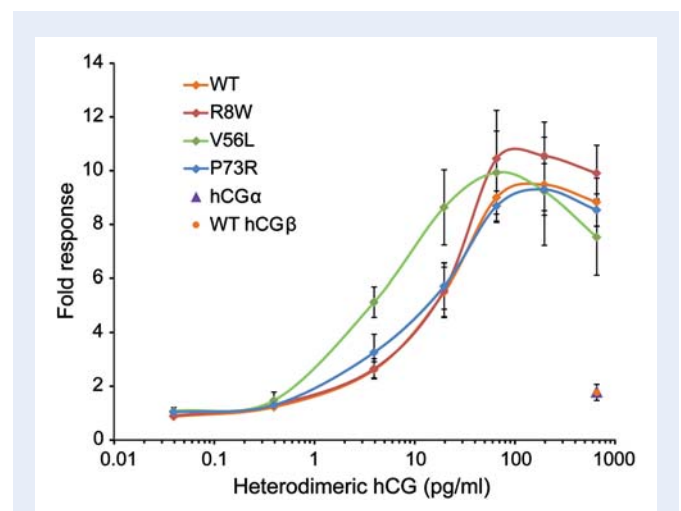 14
12
10
8
6
4
2
0
WT
R8W
V56L
P73R
hCGα
WT hCGβ
Fold response
0.01 0.1 1 10 100 1000
Heterodimeric hCG (pg/ml)